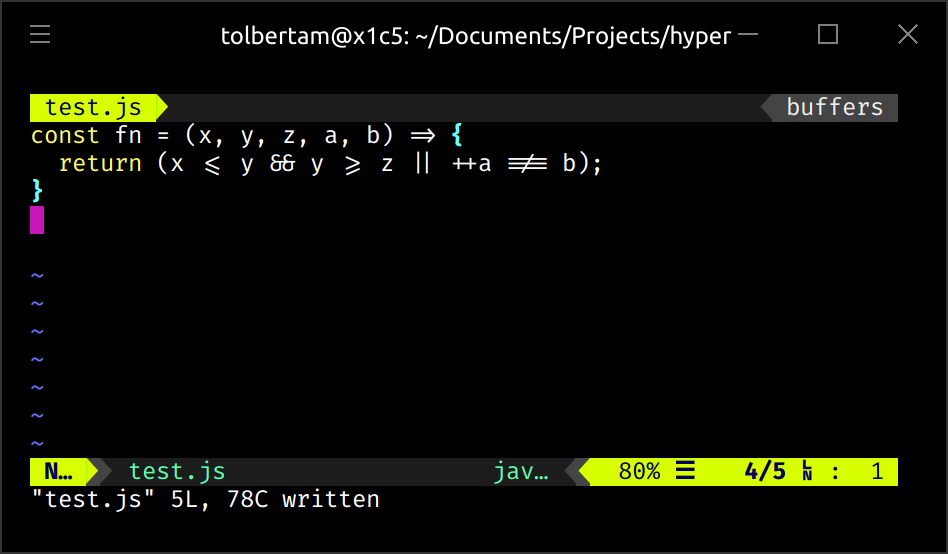 tolbertam@x1c5: ~/Documents/Projects/hyper
test.js buffers
const fn = (x, y, z, a, b) => {
  return (x <= y && y >= z || ++a !== b);
}
~
~
~
~
~
~
~
N… test.js jav… 80% ☰ 4/5 ␤ : 1
"test.js" 5L, 78C written